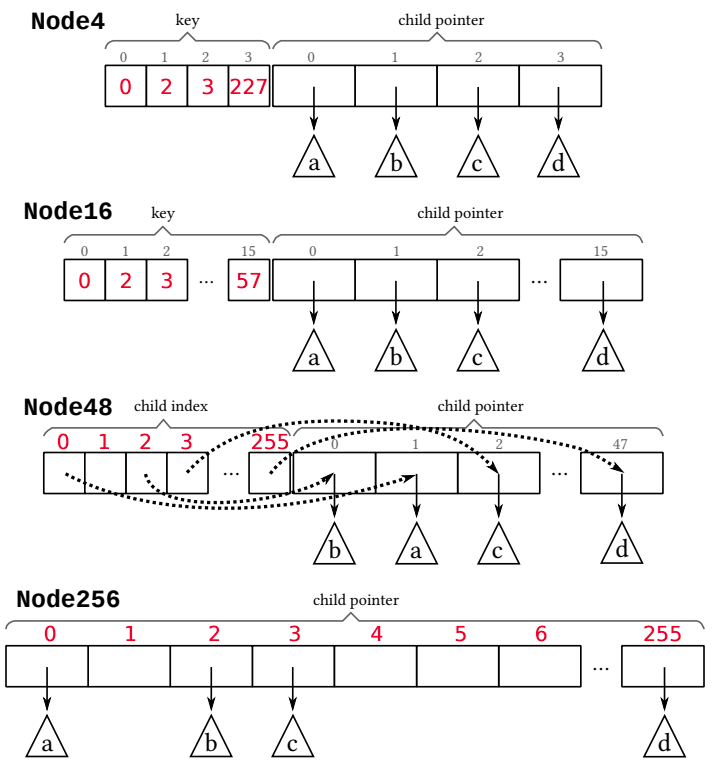 Node4 key child pointer
0 1 2 3 0 1 2 3
0 2 3 227
a b c d
Node16 key child pointer
0 1 2 15 0 1 2 15
0 2 3 ... 57 ...
a b c d
Node48 child index child pointer
0 1 2 3 255 0 1 2 47
... ...
b a c d
Node256 child pointer
0 1 2 3 4 5 6 255
...
a b c d